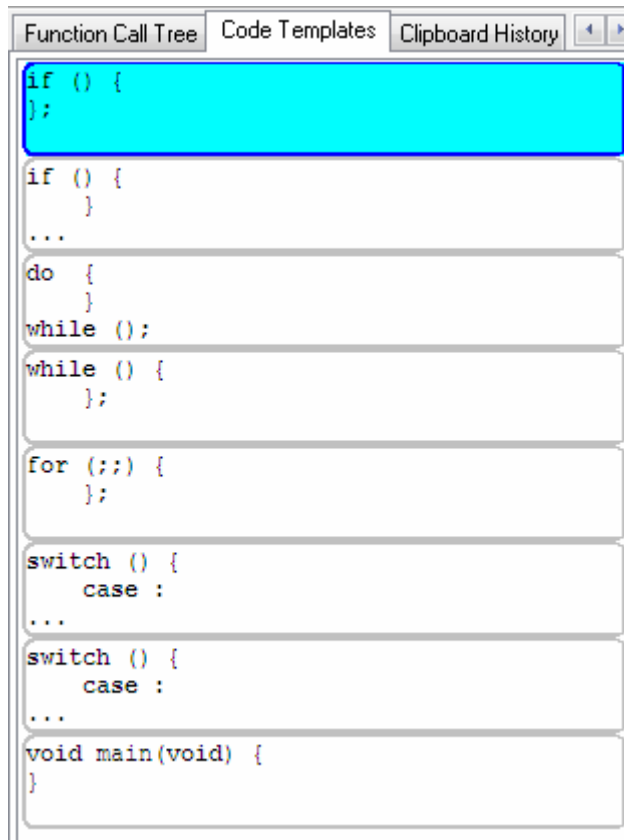 Function Call Tree Code Templates Clipboard History
if () {
};
if () {
    }
...
do  {
    }
while ();
while () {
    };
for (;;) {
    };
switch () {
    case :
...
switch () {
    case :
...
void main(void) {
}